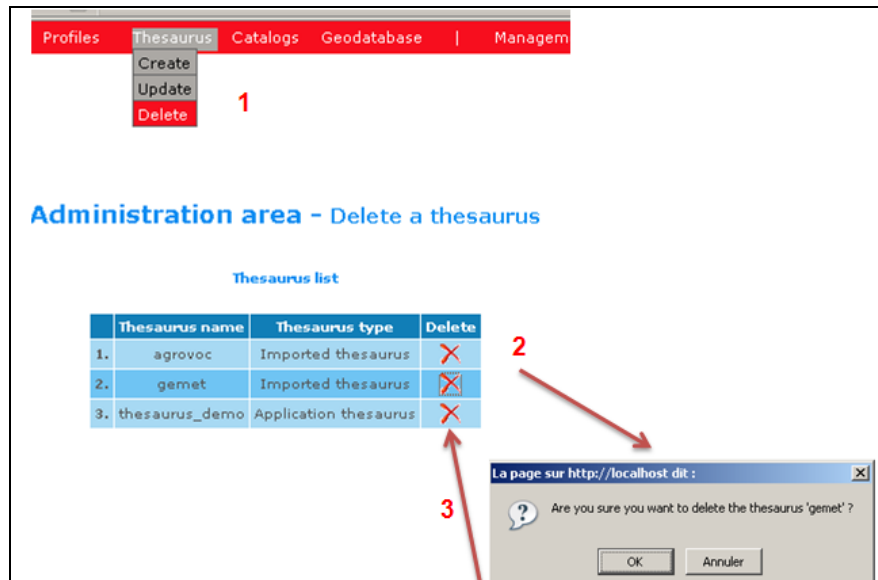 Profiles Thesaurus Catalogs Geodatabase | Managem
Create
Update
Delete
1
Administration area - Delete a thesaurus
Thesaurus list
Thesaurus name Thesaurus type Delete
1. agrovoc Imported thesaurus
2. gemet Imported thesaurus
3. thesaurus_demo Application thesaurus
2
3
La page sur http://localhost dit :
Are you sure you want to delete the thesaurus 'gemet' ?
OK Annuler